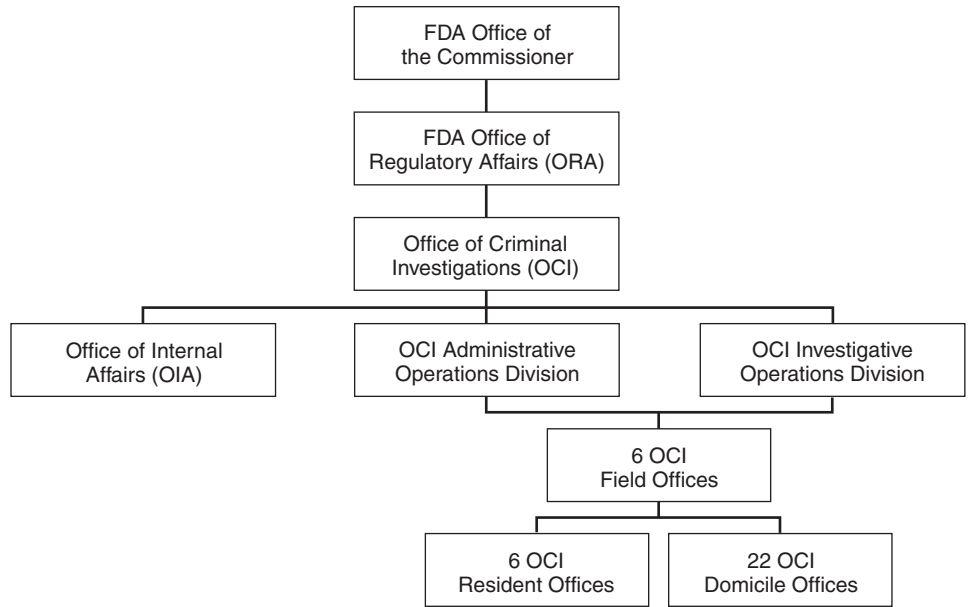 FDA Office of
the Commissioner
FDA Office of
Regulatory Affairs (ORA)
Office of Criminal
Investigations (OCI)
Office of Internal
Affairs (OIA)
OCI Administrative
Operations Division
OCI Investigative
Operations Division
6 OCI
Field Offices
6 OCI
Resident Offices
22 OCI
Domicile Offices